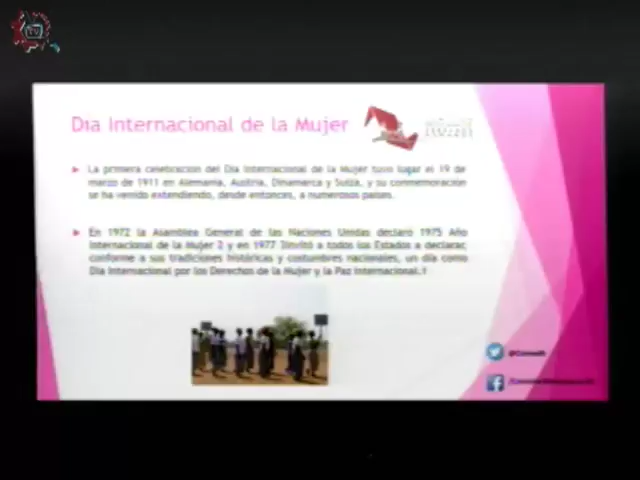 Día Internacional de la Mujer
La primera celebración del Día Internacional de la Mujer tuvo lugar el 19 de
marzo de 1911 en Alemania, Austria, Dinamarca y Suiza, y su conmemoración
se ha venido extendiendo, desde entonces, a numerosos países.
En 1972 la Asamblea General de las Naciones Unidas declaró 1975 Año
Internacional de la Mujer 2 y en 1977 invitó a todos los Estados a declarar,
conforme a sus tradiciones históricas y costumbres nacionales, un día como
Día Internacional por los Derechos de la Mujer y la Paz Internacional.